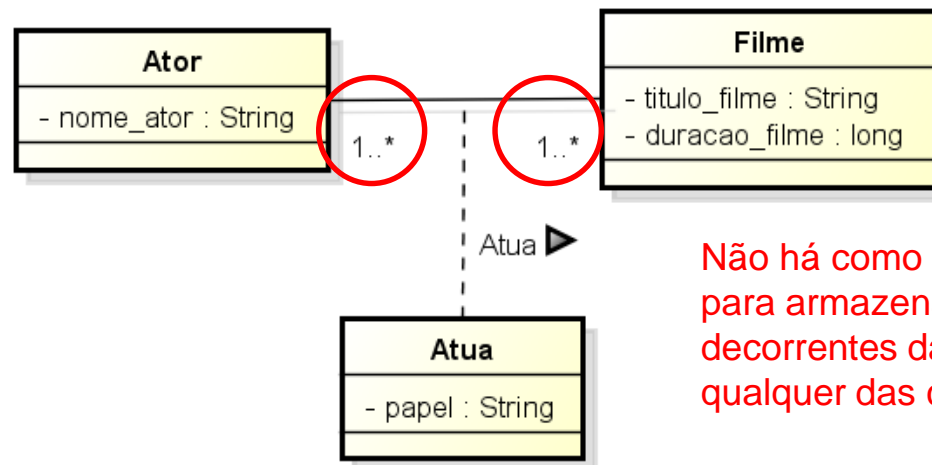 Ator
- nome_ator : String
Filme
- titulo_filme : String
- duracao_filme : long
1..*
1..*
Atua
Atua
- papel : String
Não há como
para armazen
decorrentes d
qualquer das